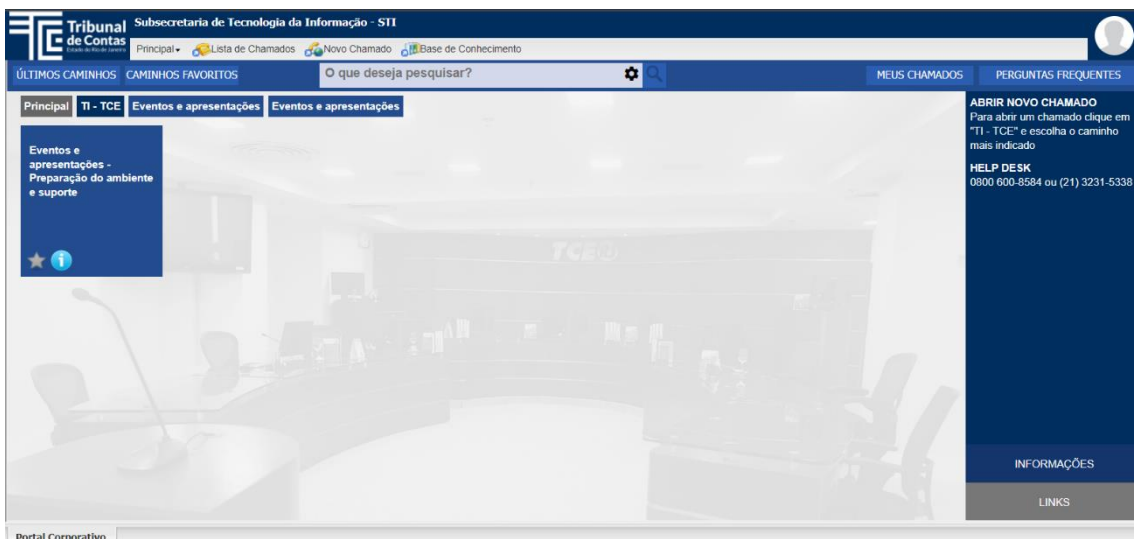 Tribunal
de Contas
Estado do Rio de Janeiro
Subsecretaria de Tecnologia da Informação - STI
Principal Lista de Chamados Novo Chamado Base de Conhecimento
ÚLTIMOS CAMINHOS CAMINHOS FAVORITOS O que deseja pesquisar? MEUS CHAMADOS PERGUNTAS FREQUENTES
Principal TI - TCE Eventos e apresentações Eventos e apresentações
Eventos e
apresentações -
Preparação do ambiente
e suporte
ABRIR NOVO CHAMADO
Para abrir um chamado clique em
"TI - TCE" e escolha o caminho
mais indicado
HELP DESK
0800 600-8584 ou (21) 3231-5338
TCE
INFORMAÇÕES
LINKS
Portal Corporativo